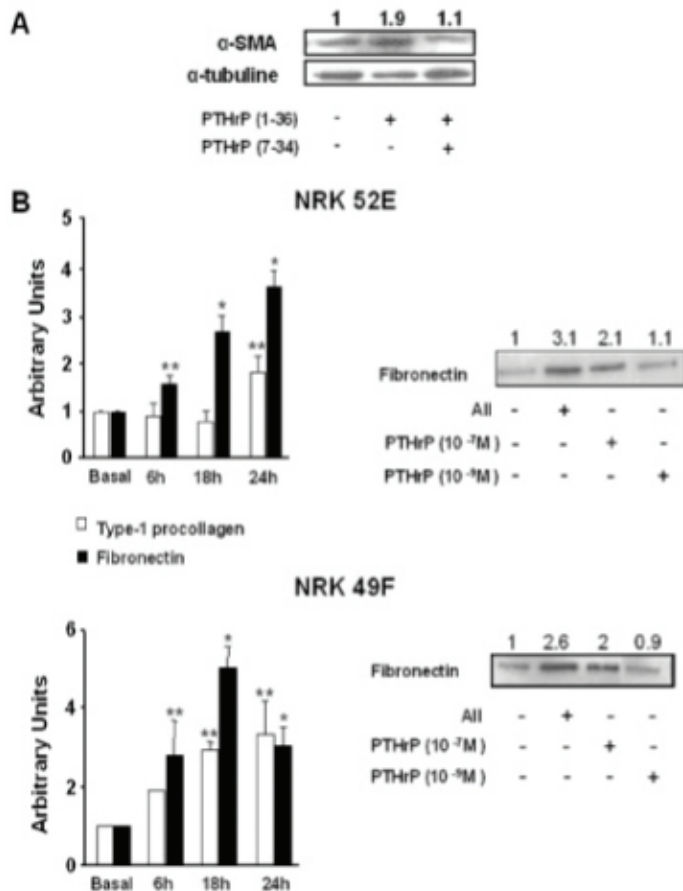 A
1 1.9 1.1
α-SMA
α-tubuline
PTHrP (1-36) - + +
PTHrP (7-34) - - +
B
NRK 52E
Arbitrary Units
5
4
3
2
1
0
** * ** *
Basal 6h 18h 24h
1 3.1 2.1 1.1
Fibronectin
AII - + - -
PTHrP (10 -7M) - - + -
PTHrP (10 -9M) - - - +
Type-1 procollagen
Fibronectin
NRK 49F
Arbitrary Units
6
4
2
0
** ** * ** *
Basal 6h 18h 24h
1 2.6 2 0.9
Fibronectin
AII - + - -
PTHrP (10 -7M) - - + -
PTHrP (10 -9M) - - - +